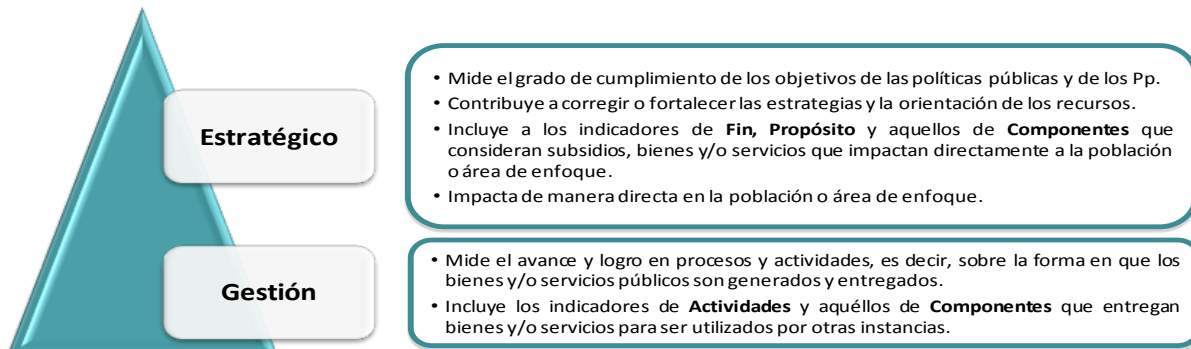 Estratégico
• Mide el grado de cumplimiento de los objetivos de las políticas públicas y de los Pp.
• Contribuye a corregir o fortalecer las estrategias y la orientación de los recursos.
• Incluye a los indicadores de Fin, Propósito y aquellos de Componentes que
consideran subsidios, bienes y/o servicios que impactan directamente a la población
o área de enfoque.
• Impacta de manera directa en la población o área de enfoque.
Gestión
• Mide el avance y logro en procesos y actividades, es decir, sobre la forma en que los
bienes y/o servicios públicos son generados y entregados.
• Incluye los indicadores de Actividades y aquéllos de Componentes que entregan
bienes y/o servicios para ser utilizados por otras instancias.